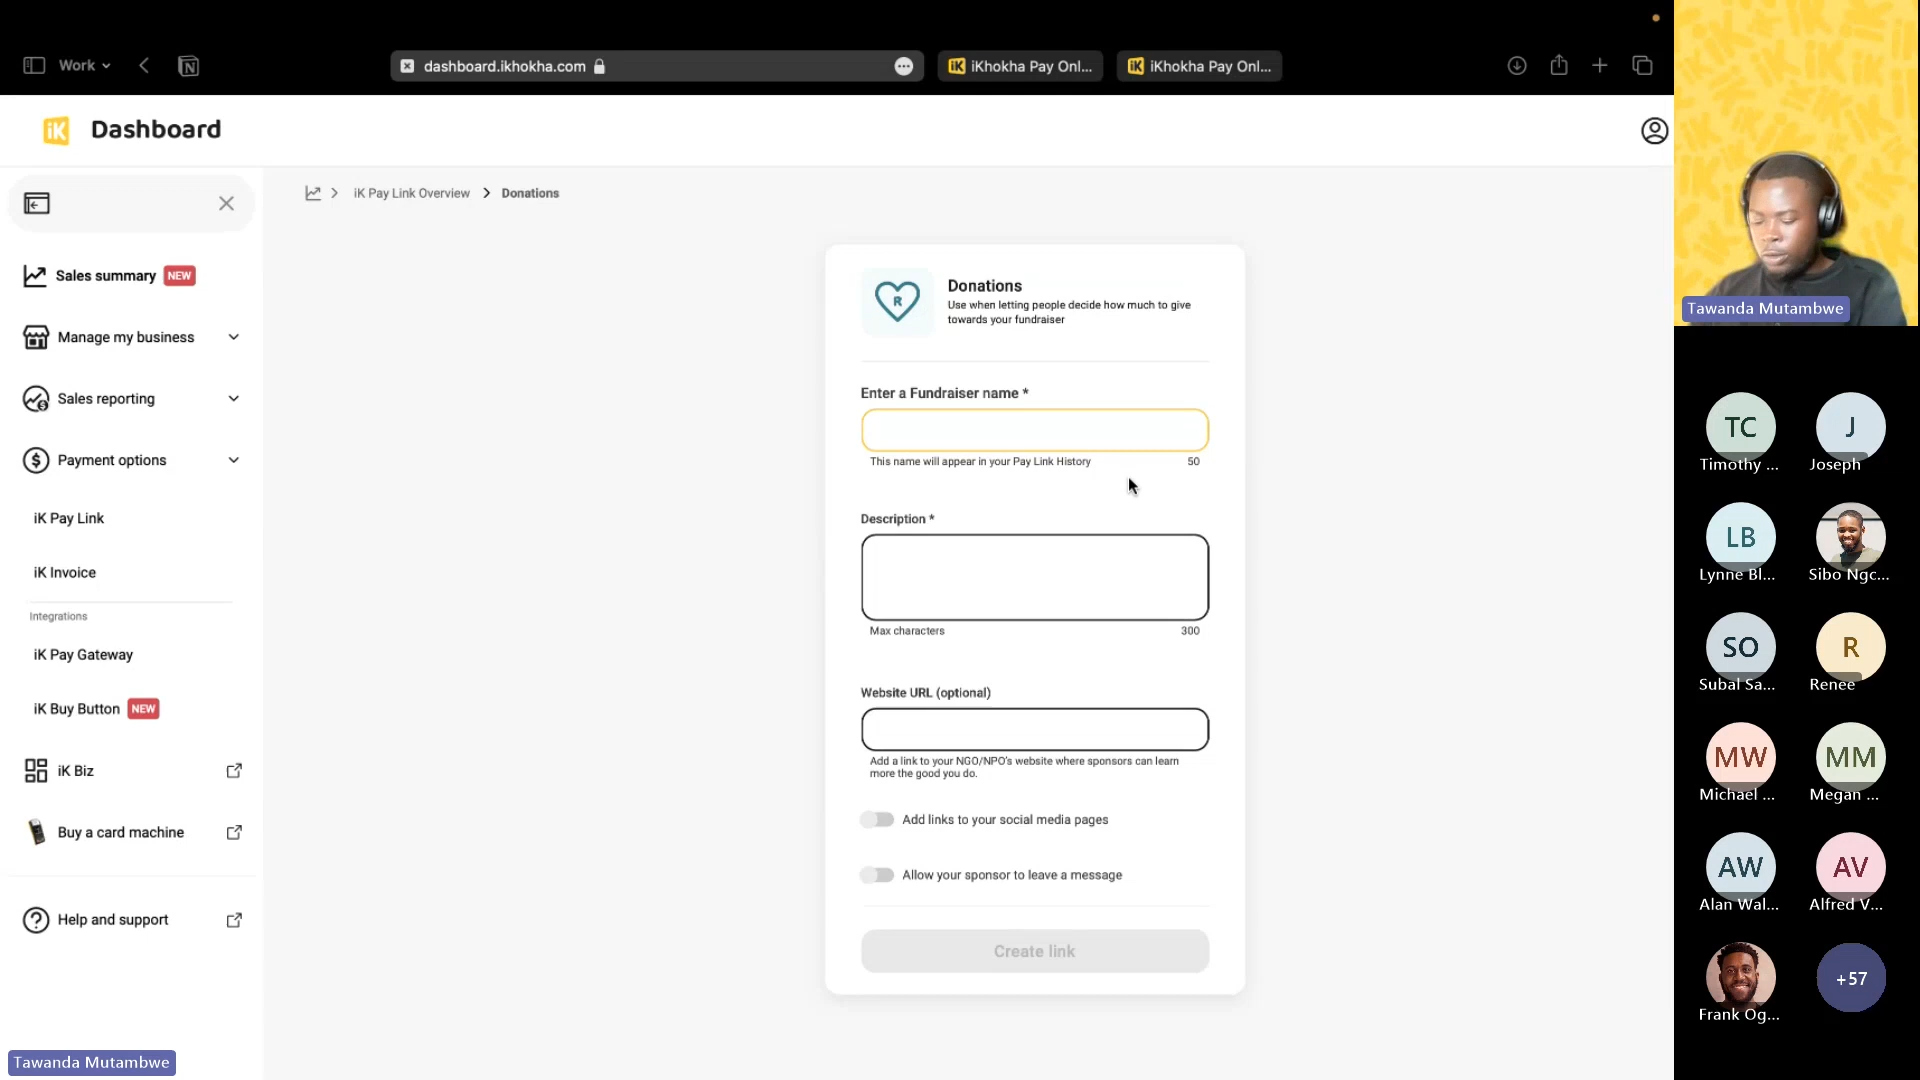 Work
dashboard.ikhokha.com
iK
iKhokha Pay Onl...
iK
iKhokha Pay Onl...
iK
Dashboard
Sales summary
NEW
Manage my business
Sales reporting
Payment options
iK Pay Link
iK Invoice
Integrations
iK Pay Gateway
iK Buy Button
NEW
iK Biz
Buy a card machine
Help and support
Tawanda Mutambwe
iK Pay Link Overview
Donations
R
Donations
Use when letting people decide how much to give
towards your fundraiser
Enter a Fundraiser name *
This name will appear in your Pay Link History
50
Description *
Max characters
300
Website URL (optional)
Add a link to your NGO/NPO's website where sponsors can learn
more the good you do.
Add links to your social media pages
Allow your sponsor to leave a message
Create link
Tawanda Mutambwe
TC
Timothy ...
J
Joseph
LB
Lynne Bl...
Sibo Ngc...
SO
Subal Sa...
R
Renee
MW
Michael ...
MM
Megan ...
AW
Alan Wal...
AV
Alfred V...
Frank Og...
+57